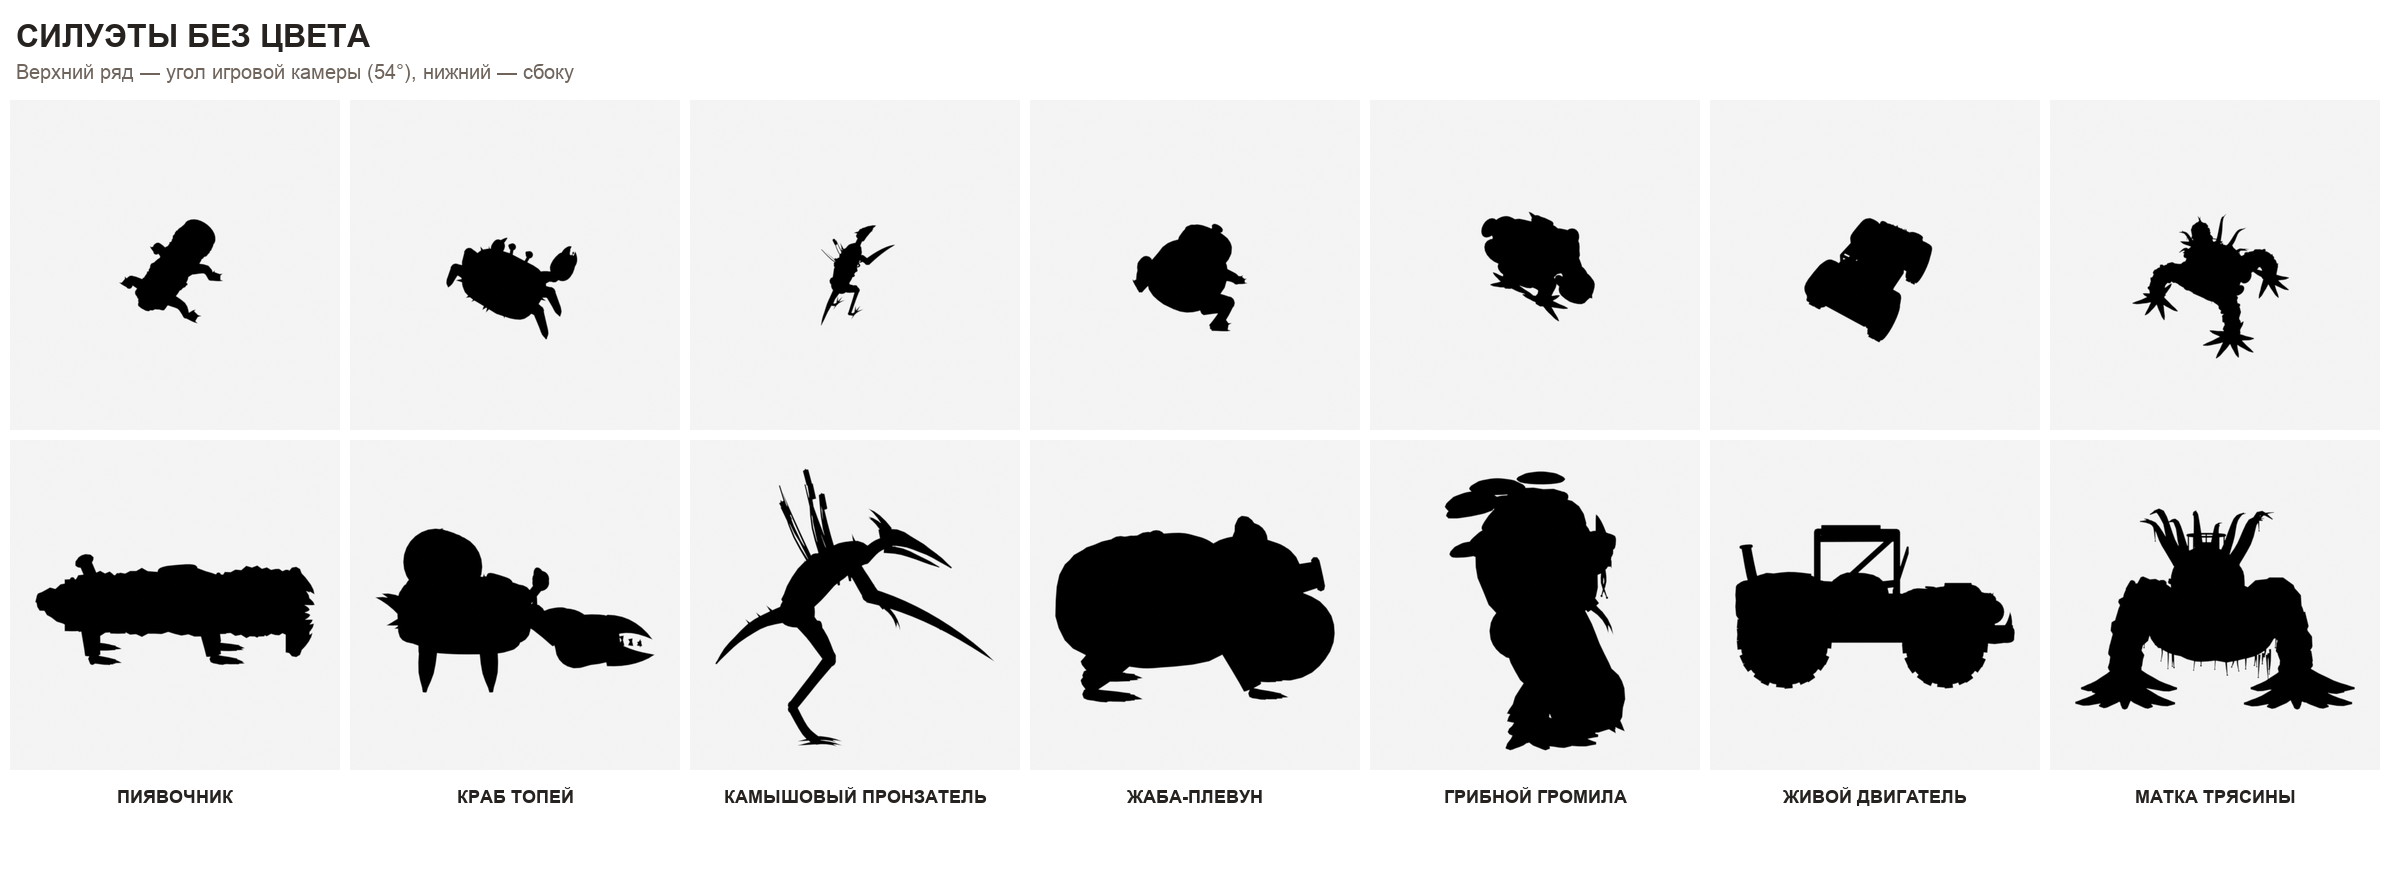 СИЛУЭТЫ БЕЗ ЦВЕТА
Верхний ряд — угол игровой камеры (54°), нижний — сбоку
ПИЯВОЧНИК
КРАБ ТОПЕЙ
КАМЫШОВЫЙ ПРОНЗАТЕЛЬ
ЖАБА-ПЛЕВУН
ГРИБНОЙ ГРОМИЛА
ЖИВОЙ ДВИГАТЕЛЬ
МАТКА ТРЯСИНЫ